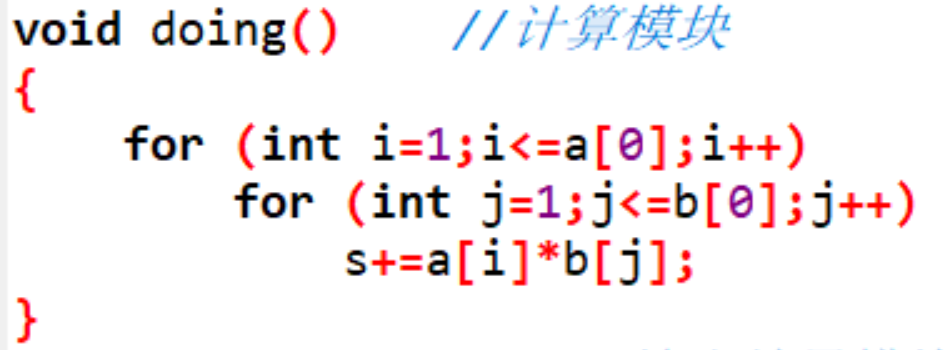 void doing()    //计算模块
{
    for (int i=1;i<=a[0];i++)
        for (int j=1;j<=b[0];j++)
            s+=a[i]*b[j];
}